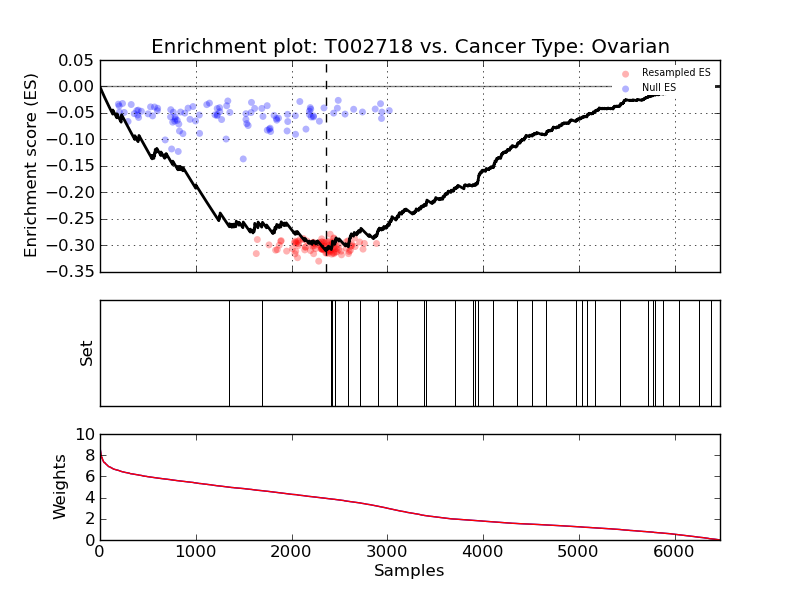 Enrichment plot: T002718 vs. Cancer Type: Ovarian
Enrichment score (ES)
0.05
0.00
−0.05
−0.10
−0.15
−0.20
−0.25
−0.30
−0.35
Resampled ES
Null ES
Set
Weights
10
8
6
4
2
0
0 1000 2000 3000 4000 5000 6000
Samples